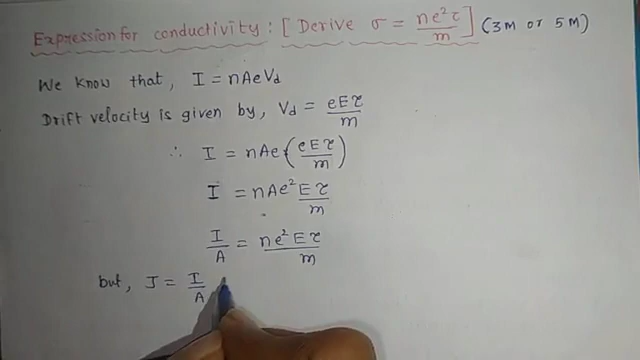 Expression for conductivity : [Derive σ = ne²τ/m] (3M or 5M)
We know that, I = nAeVd
Drift velocity is given by, Vd = eEτ/m
∴ I = nAe(eEτ/m)
I = nAe²Eτ/m
I/A = ne²Eτ/m
but, J = I/A